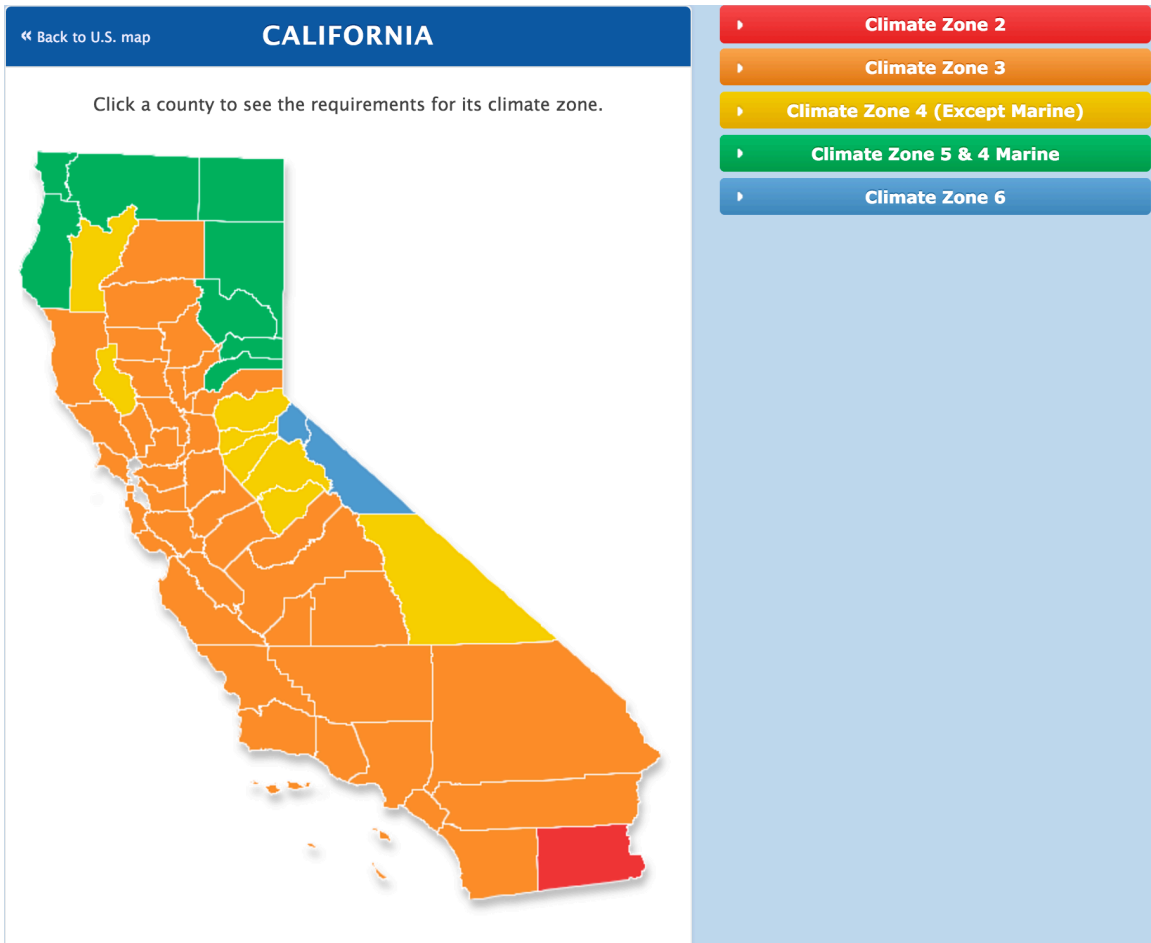 « Back to U.S. map
CALIFORNIA
Click a county to see the requirements for its climate zone.
Climate Zone 2
Climate Zone 3
Climate Zone 4 (Except Marine)
Climate Zone 5 & 4 Marine
Climate Zone 6